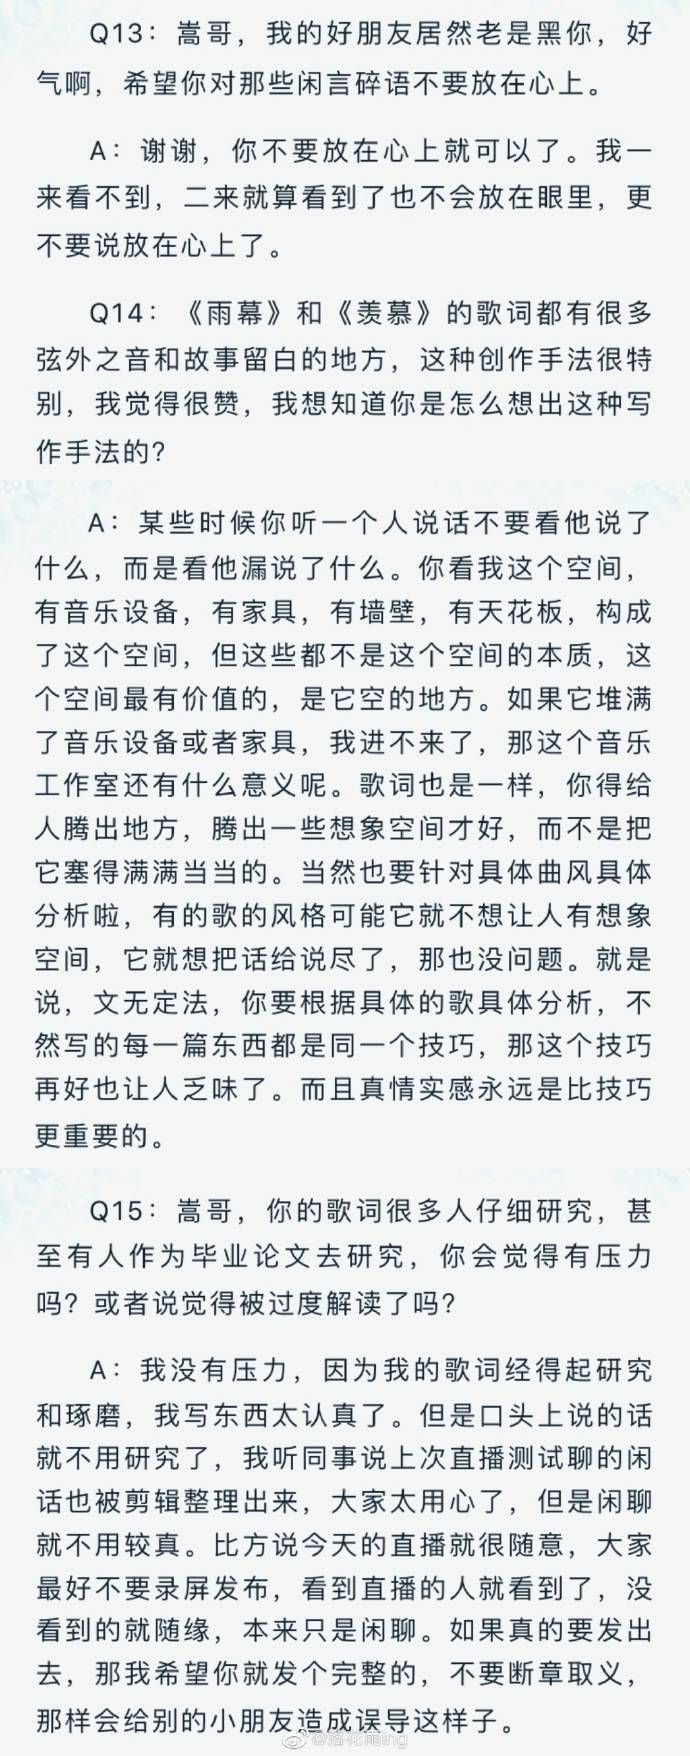 Q13：嵩哥，我的好朋友居然老是黑你，好
气啊，希望你对那些闲言碎语不要放在心上。
A：谢谢，你不要放在心上就可以了。我一
来看不到，二来就算看到了也不会放在眼里，更
不要说放在心上了。
Q14：《雨幕》和《羡慕》的歌词都有很多
弦外之音和故事留白的地方，这种创作手法很特
别，我觉得很赞，我想知道你是怎么想出这种写
作手法的？
A：某些时候你听一个人说话不要看他说了
什么，而是看他漏说了什么。你看我这个空间，
有音乐设备，有家具，有墙壁，有天花板，构成
了这个空间，但这些都不是这个空间的本质，这
个空间最有价值的，是它空的地方。如果它堆满
了音乐设备或者家具，我进不来了，那这个音乐
工作室还有什么意义呢。歌词也是一样，你得给
人腾出地方，腾出一些想象空间才好，而不是把
它塞得满满当当的。当然也要针对具体曲风具体
分析啦，有的歌的风格可能它就不想让人有想象
空间，它就想把话给说尽了，那也没问题。就是
说，文无定法，你要根据具体的歌具体分析，不
然写的每一篇东西都是同一个技巧，那这个技巧
再好也让人乏味了。而且真情实感永远是比技巧
更重要的。
Q15：嵩哥，你的歌词很多人仔细研究，甚
至有人作为毕业论文去研究，你会觉得有压力
吗？或者说觉得被过度解读了吗？
A：我没有压力，因为我的歌词经得起研究
和琢磨，我写东西太认真了。但是口头上说的话
就不用研究了，我听同事说上次直播测试聊的闲
话也被剪辑整理出来，大家太用心了，但是闲聊
就不用较真。比方说今天的直播就很随意，大家
最好不要录屏发布，看到直播的人就看到了，没
看到的就随缘，本来只是闲聊。如果真的要发出
去，那我希望你就发个完整的，不要断章取义，
那样会给别的小朋友造成误导这样子。
@落花雨ing